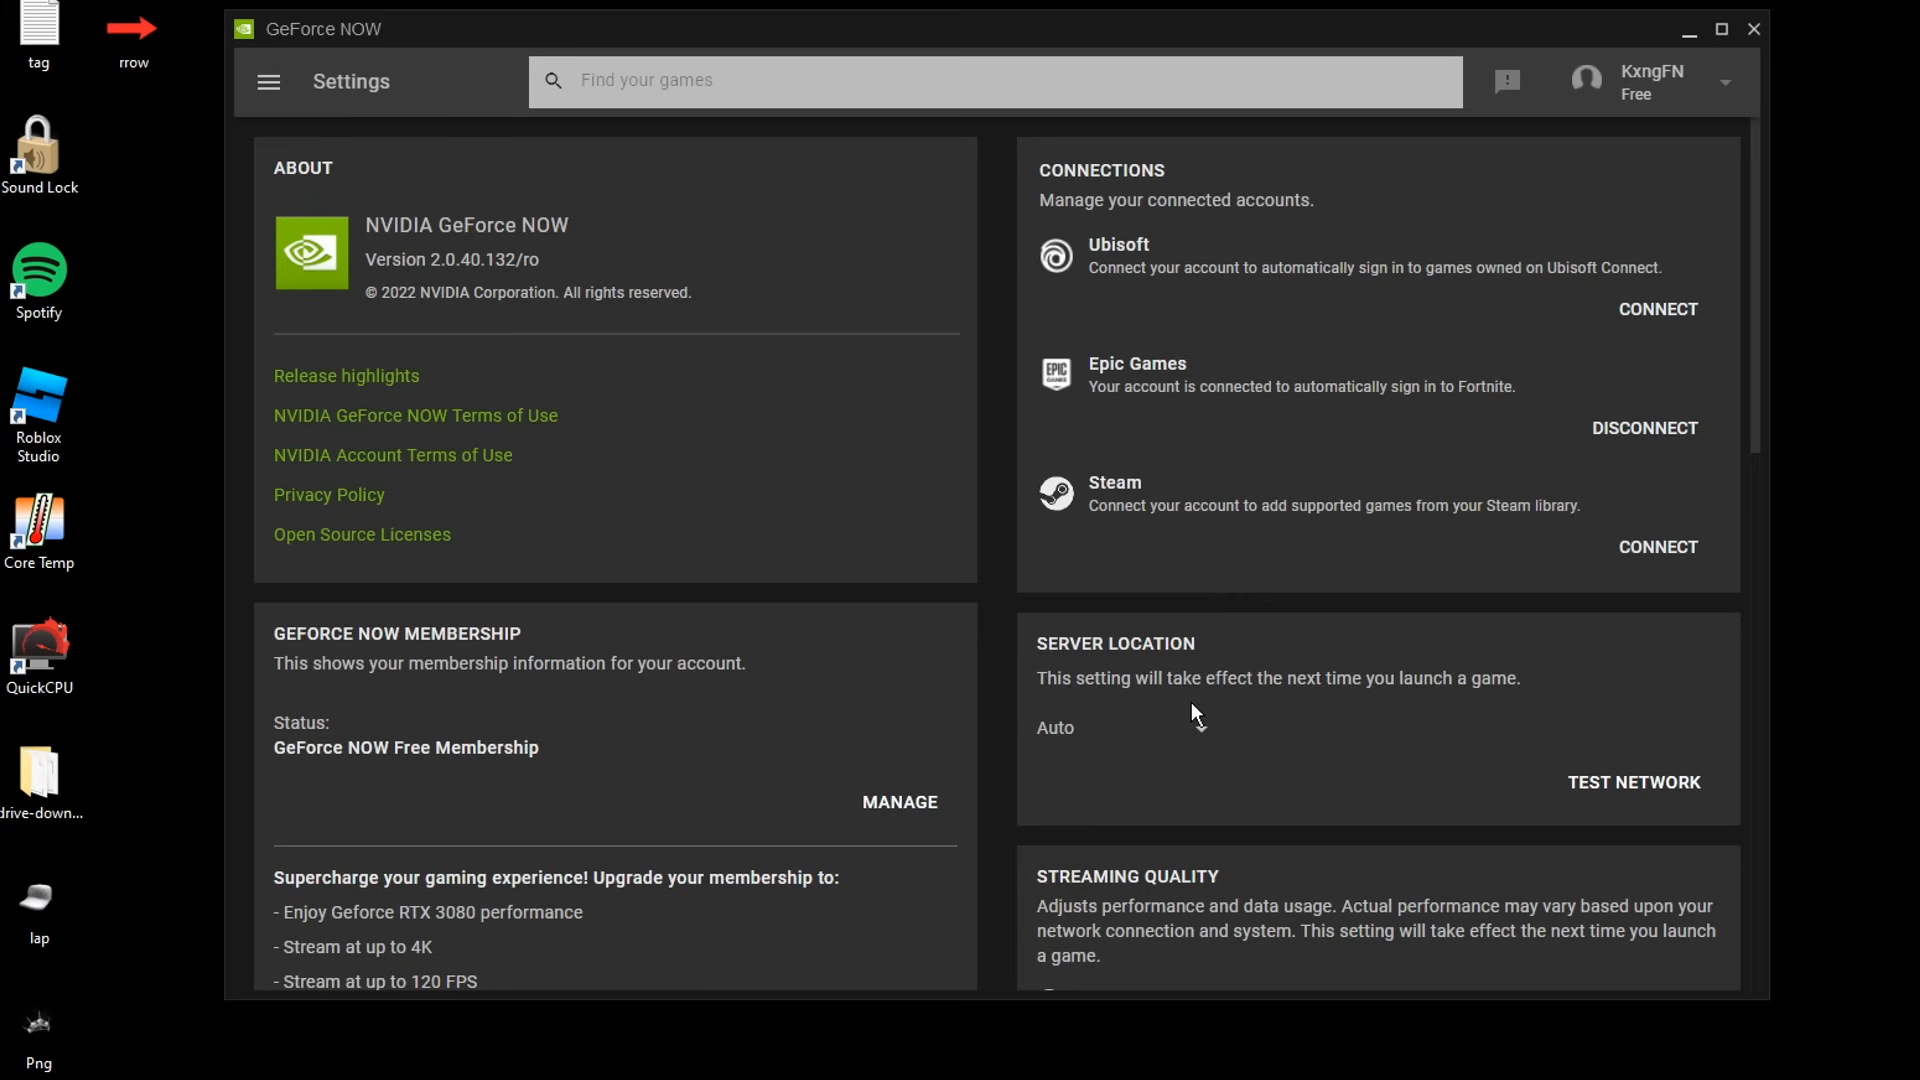 tag
rrow
Sound Lock
Spotify
Roblox
Studio
Core Temp
QuickCPU
drive-down...
lap
Png
GeForce NOW
Settings
Find your games
KxngFN
Free
ABOUT
NVIDIA GeForce NOW
Version 2.0.40.132/ro
© 2022 NVIDIA Corporation. All rights reserved.
Release highlights
NVIDIA GeForce NOW Terms of Use
NVIDIA Account Terms of Use
Privacy Policy
Open Source Licenses
GEFORCE NOW MEMBERSHIP
This shows your membership information for your account.
Status:
GeForce NOW Free Membership
MANAGE
Supercharge your gaming experience! Upgrade your membership to:
- Enjoy Geforce RTX 3080 performance
- Stream at up to 4K
- Stream at up to 120 FPS
CONNECTIONS
Manage your connected accounts.
Ubisoft
Connect your account to automatically sign in to games owned on Ubisoft Connect.
CONNECT
EPIC
GAMES
Epic Games
Your account is connected to automatically sign in to Fortnite.
DISCONNECT
Steam
Connect your account to add supported games from your Steam library.
CONNECT
SERVER LOCATION
This setting will take effect the next time you launch a game.
Auto
TEST NETWORK
STREAMING QUALITY
Adjusts performance and data usage. Actual performance may vary based upon your
network connection and system. This setting will take effect the next time you launch
a game.